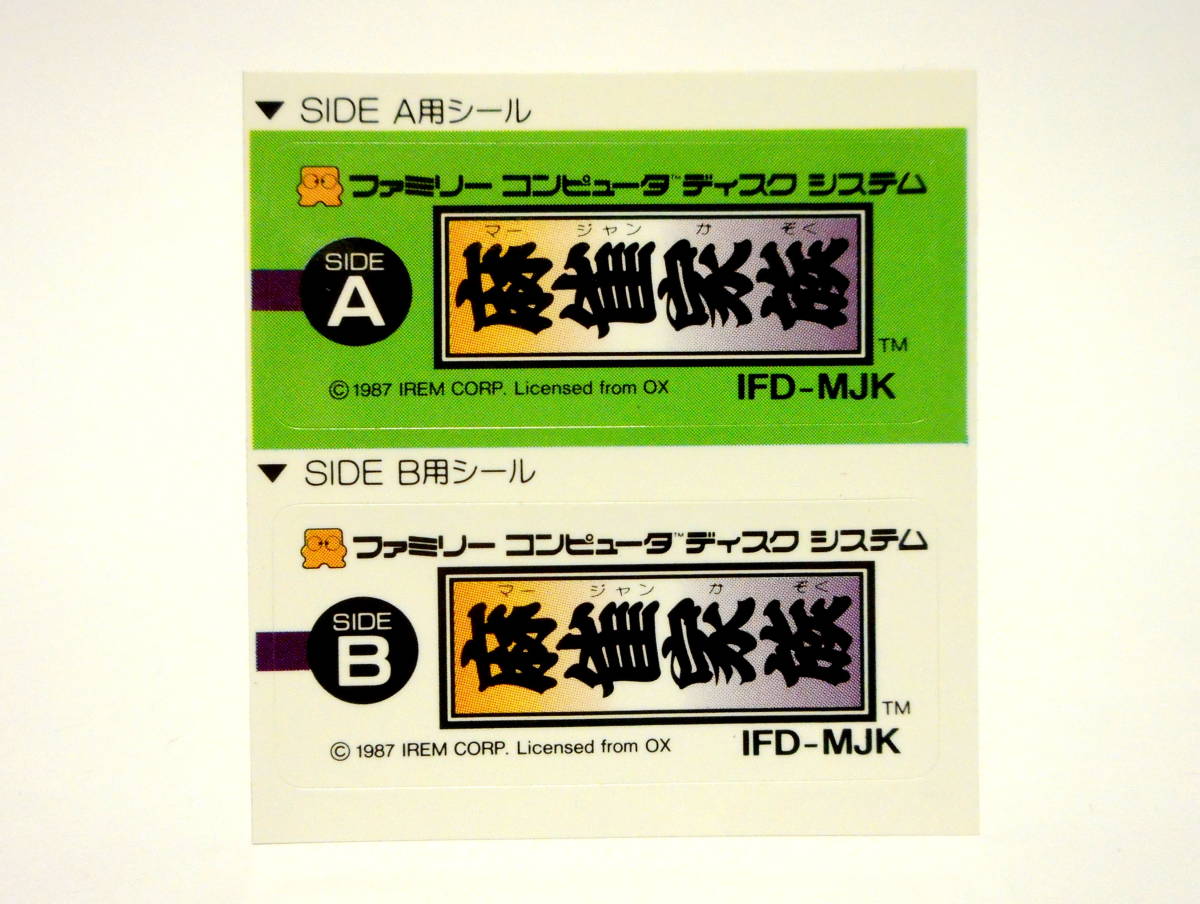 ▼ SIDE A用シール
ファミリー コンピュータ™ ディスク システム
SIDE
A
マー ジャン か ぞく
麻雀家族
TM
© 1987 IREM CORP. Licensed from OX
IFD-MJK
▼ SIDE B用シール
ファミリー コンピュータ™ ディスク システム
SIDE
B
マー ジャン か ぞく
麻雀家族
TM
© 1987 IREM CORP. Licensed from OX
IFD-MJK